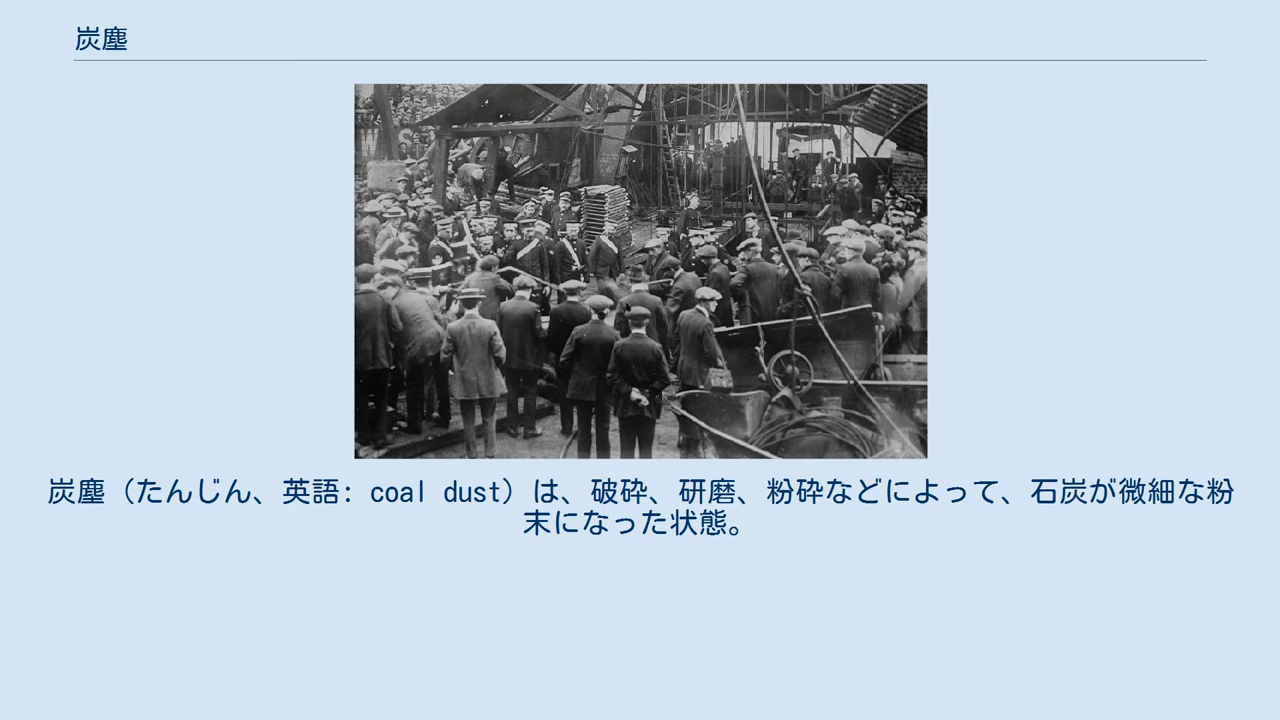 炭塵
炭塵（たんじん、英語: coal dust）は、破砕、研磨、粉砕などによって、石炭が微細な粉
末になった状態。